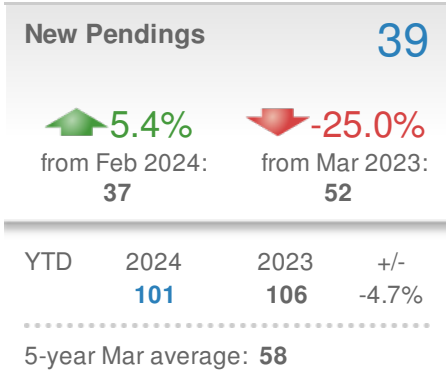 New Pendings 39
5.4% -25.0%
from Feb 2024: from Mar 2023:
37 52
YTD 2024 2023 +/-
101 106 -4.7%
5-year Mar average: 58